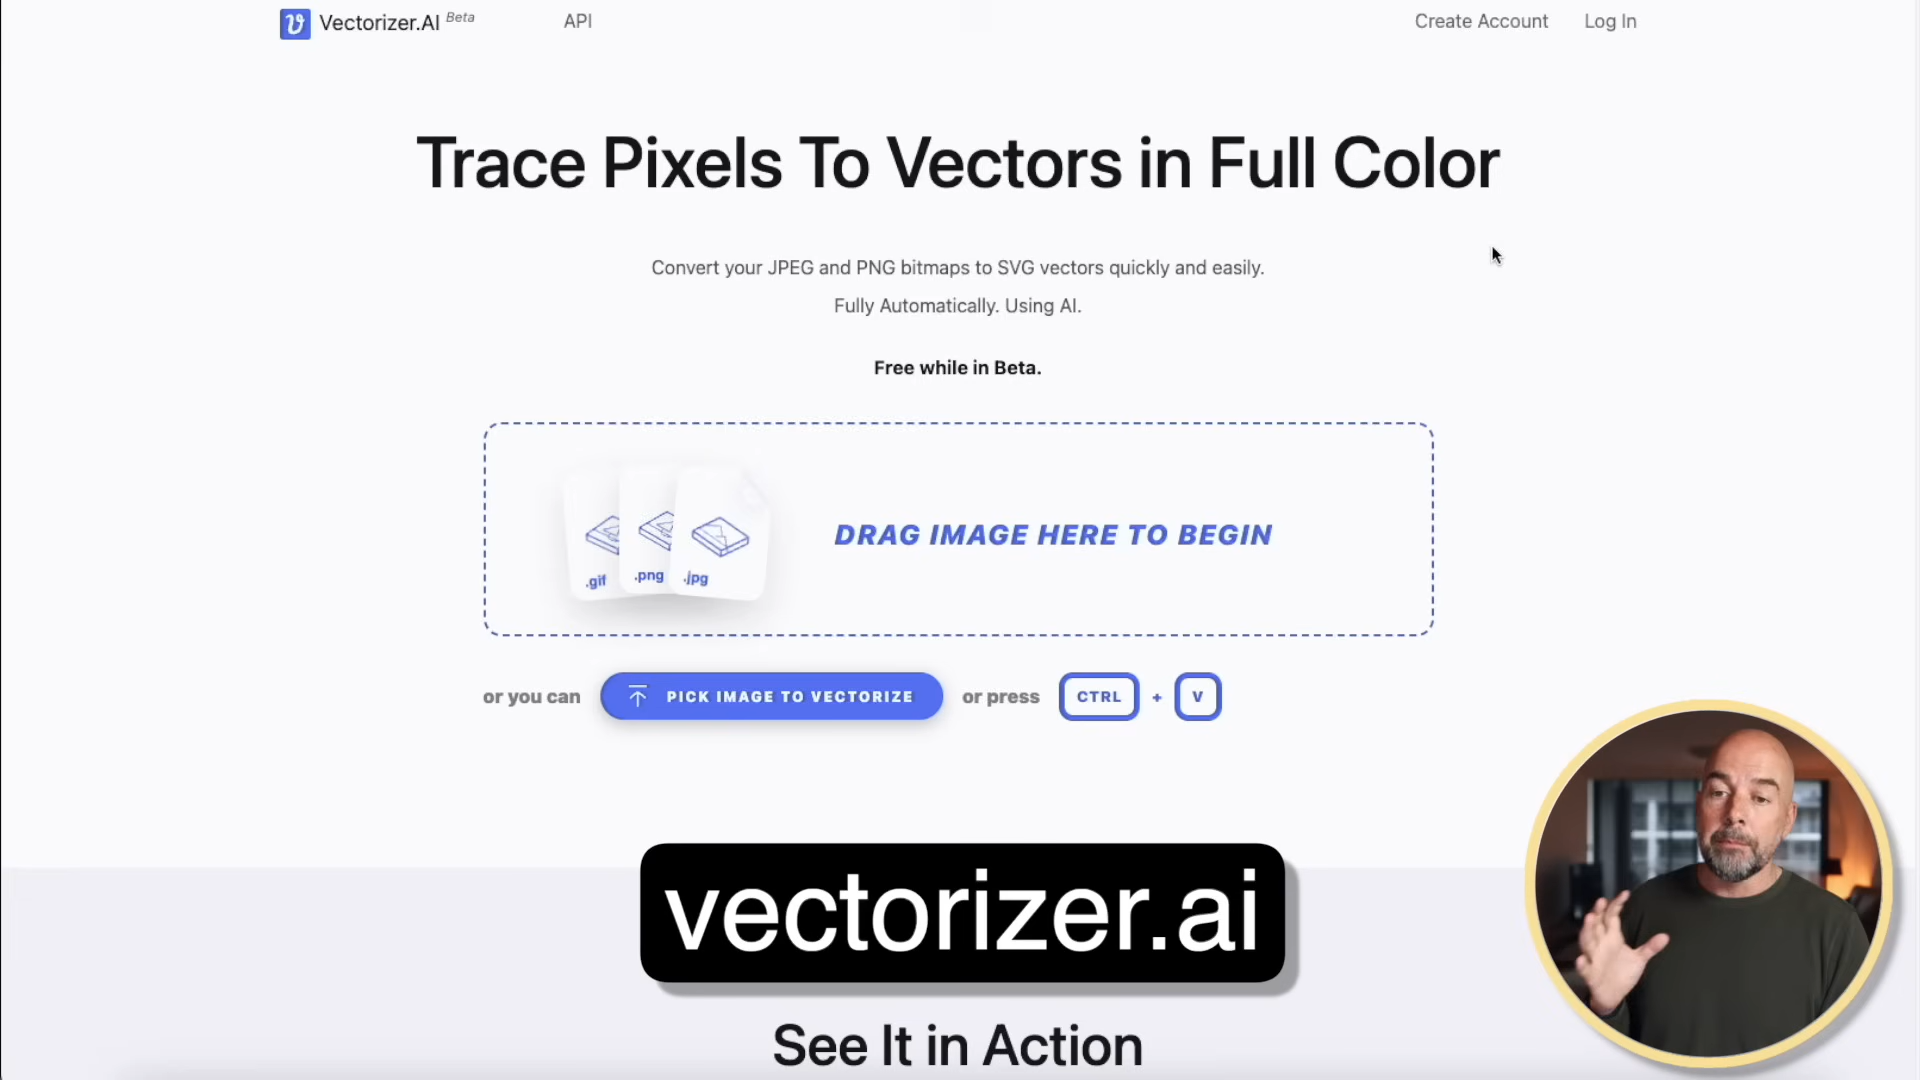 Vectorizer.AI Beta
API
Create Account
Log In
Trace Pixels To Vectors in Full Color
Convert your JPEG and PNG bitmaps to SVG vectors quickly and easily.
Fully Automatically. Using AI.
Free while in Beta.
.gif
.png
.jpg
DRAG IMAGE HERE TO BEGIN
or you can
PICK IMAGE TO VECTORIZE
or press
CTRL
+
V
vectorizer.ai
See It in Action